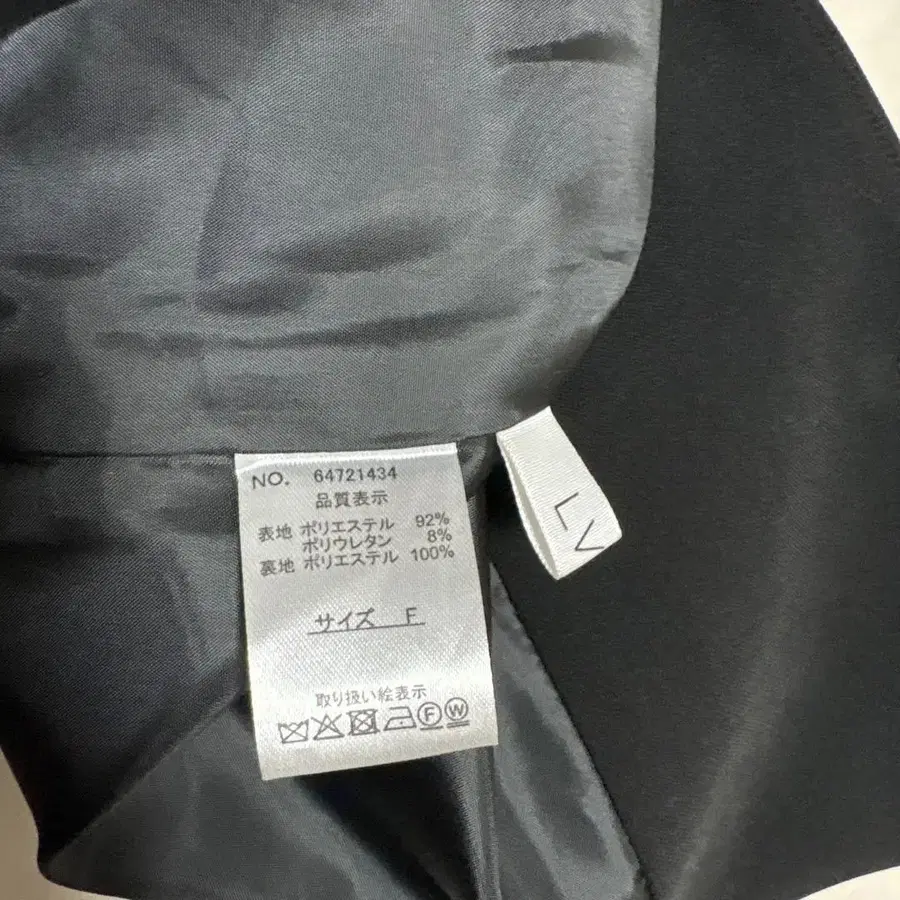 NO. 64721434
品質表示
表地 ポリエステル 92%
ポリウレタン 8%
裏地 ポリエステル 100%
サイズ F
取り扱い絵表示
F W
LV